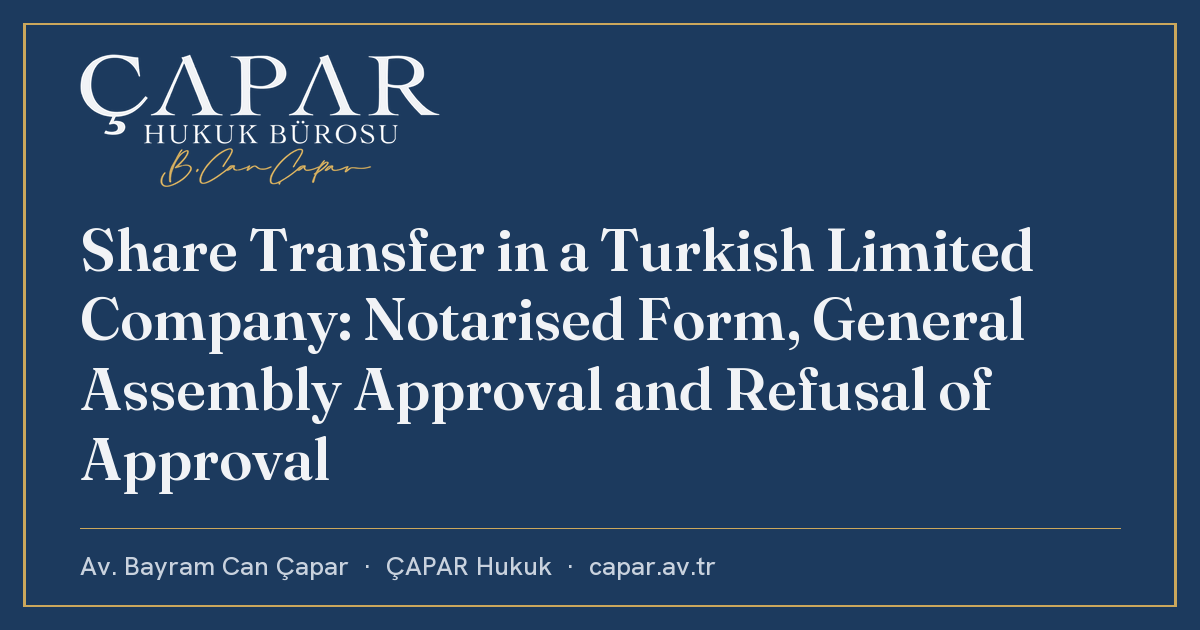 ÇAPAR
HUKUK BÜROSU
B.Can Çapar
Share Transfer in a Turkish Limited
Company: Notarised Form, General
Assembly Approval and Refusal of
Approval
Av. Bayram Can Çapar · ÇAPAR Hukuk · capar.av.tr